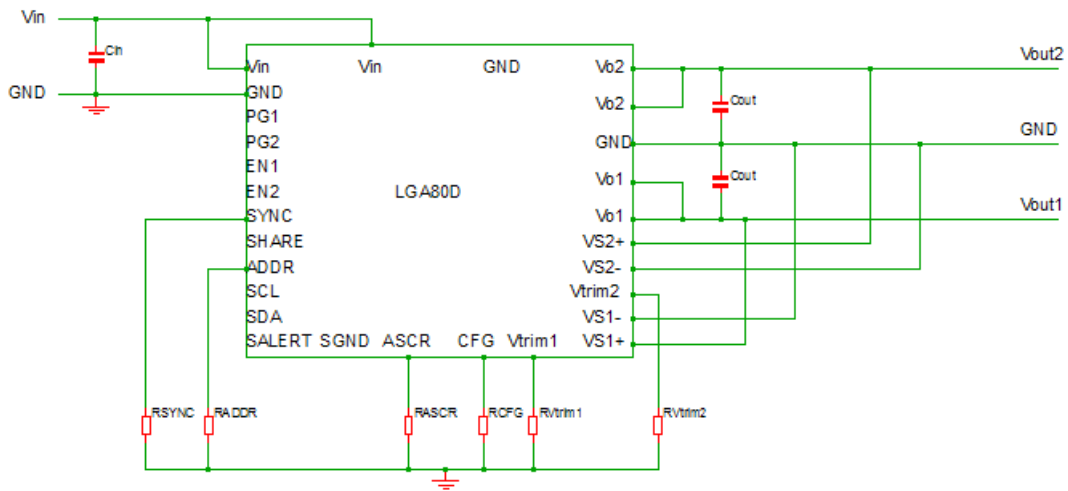 Vin
Cin
GND
Vin Vin GND Vo2
GND
PG1
PG2
EN1
EN2
SYNC
SHARE
ADDR
SCL
SDA
SALERT SGND ASCR CFG Vtrim1 VS1+
LGA80D
Vo2
GND
Vo1
Vo1
VS2+
VS2-
Vtrim2
VS1-
Vout2
Cout
GND
Cout
Vout1
RSYNC RADDR RASCR RCFG RVtrim1 RVtrim2